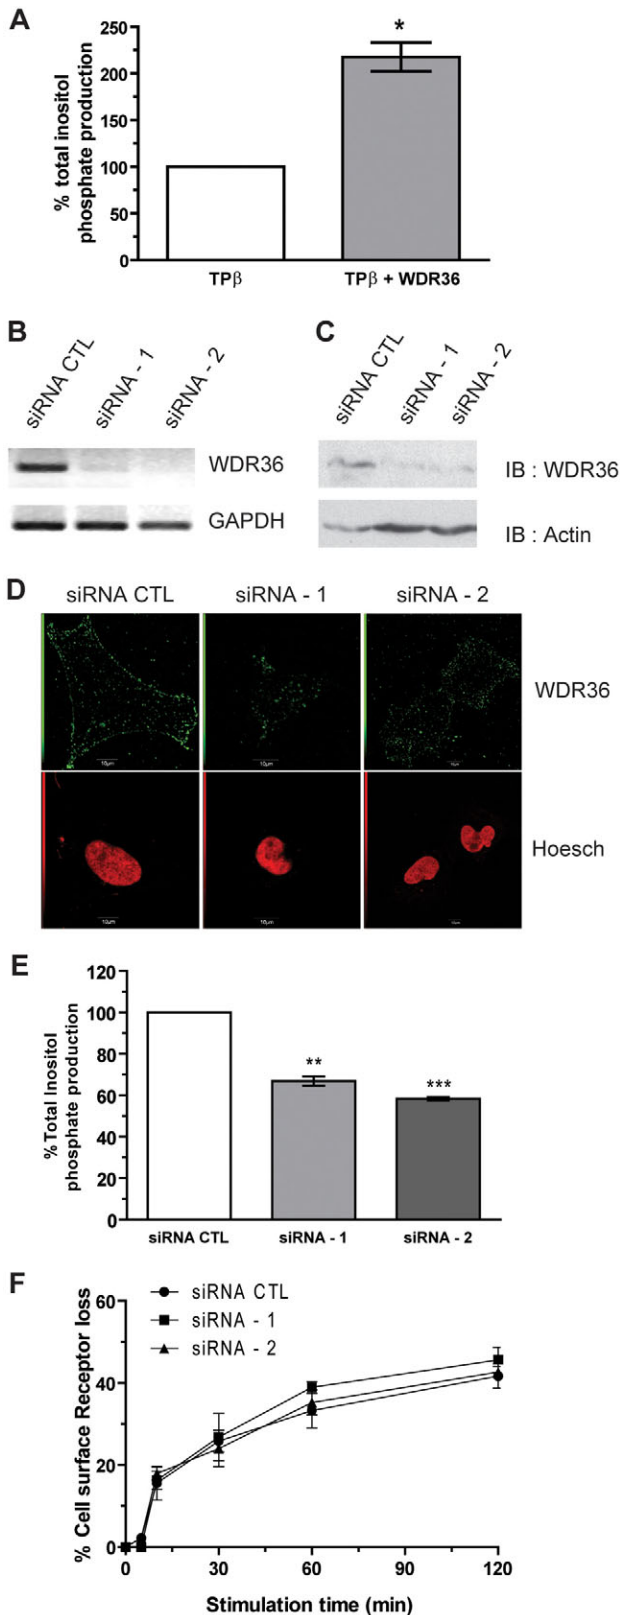 A
% total inositol
phosphate production
250
200
150
100
50
0
*
TPβ
TPβ + WDR36
B
siRNA CTL
siRNA - 1
siRNA - 2
WDR36
GAPDH
C
siRNA CTL
siRNA - 1
siRNA - 2
IB : WDR36
IB : Actin
D
siRNA CTL
siRNA - 1
siRNA - 2
WDR36
10µm
10µm
Hoesch
10µm
10µm
E
% Total Inositol
phosphate production
120
100
80
60
40
20
0
**
***
siRNA CTL
siRNA - 1
siRNA - 2
F
siRNA CTL
siRNA - 1
siRNA - 2
% Cell surface Receptor loss
60
40
20
0
0
30
60
90
120
Stimulation time (min)